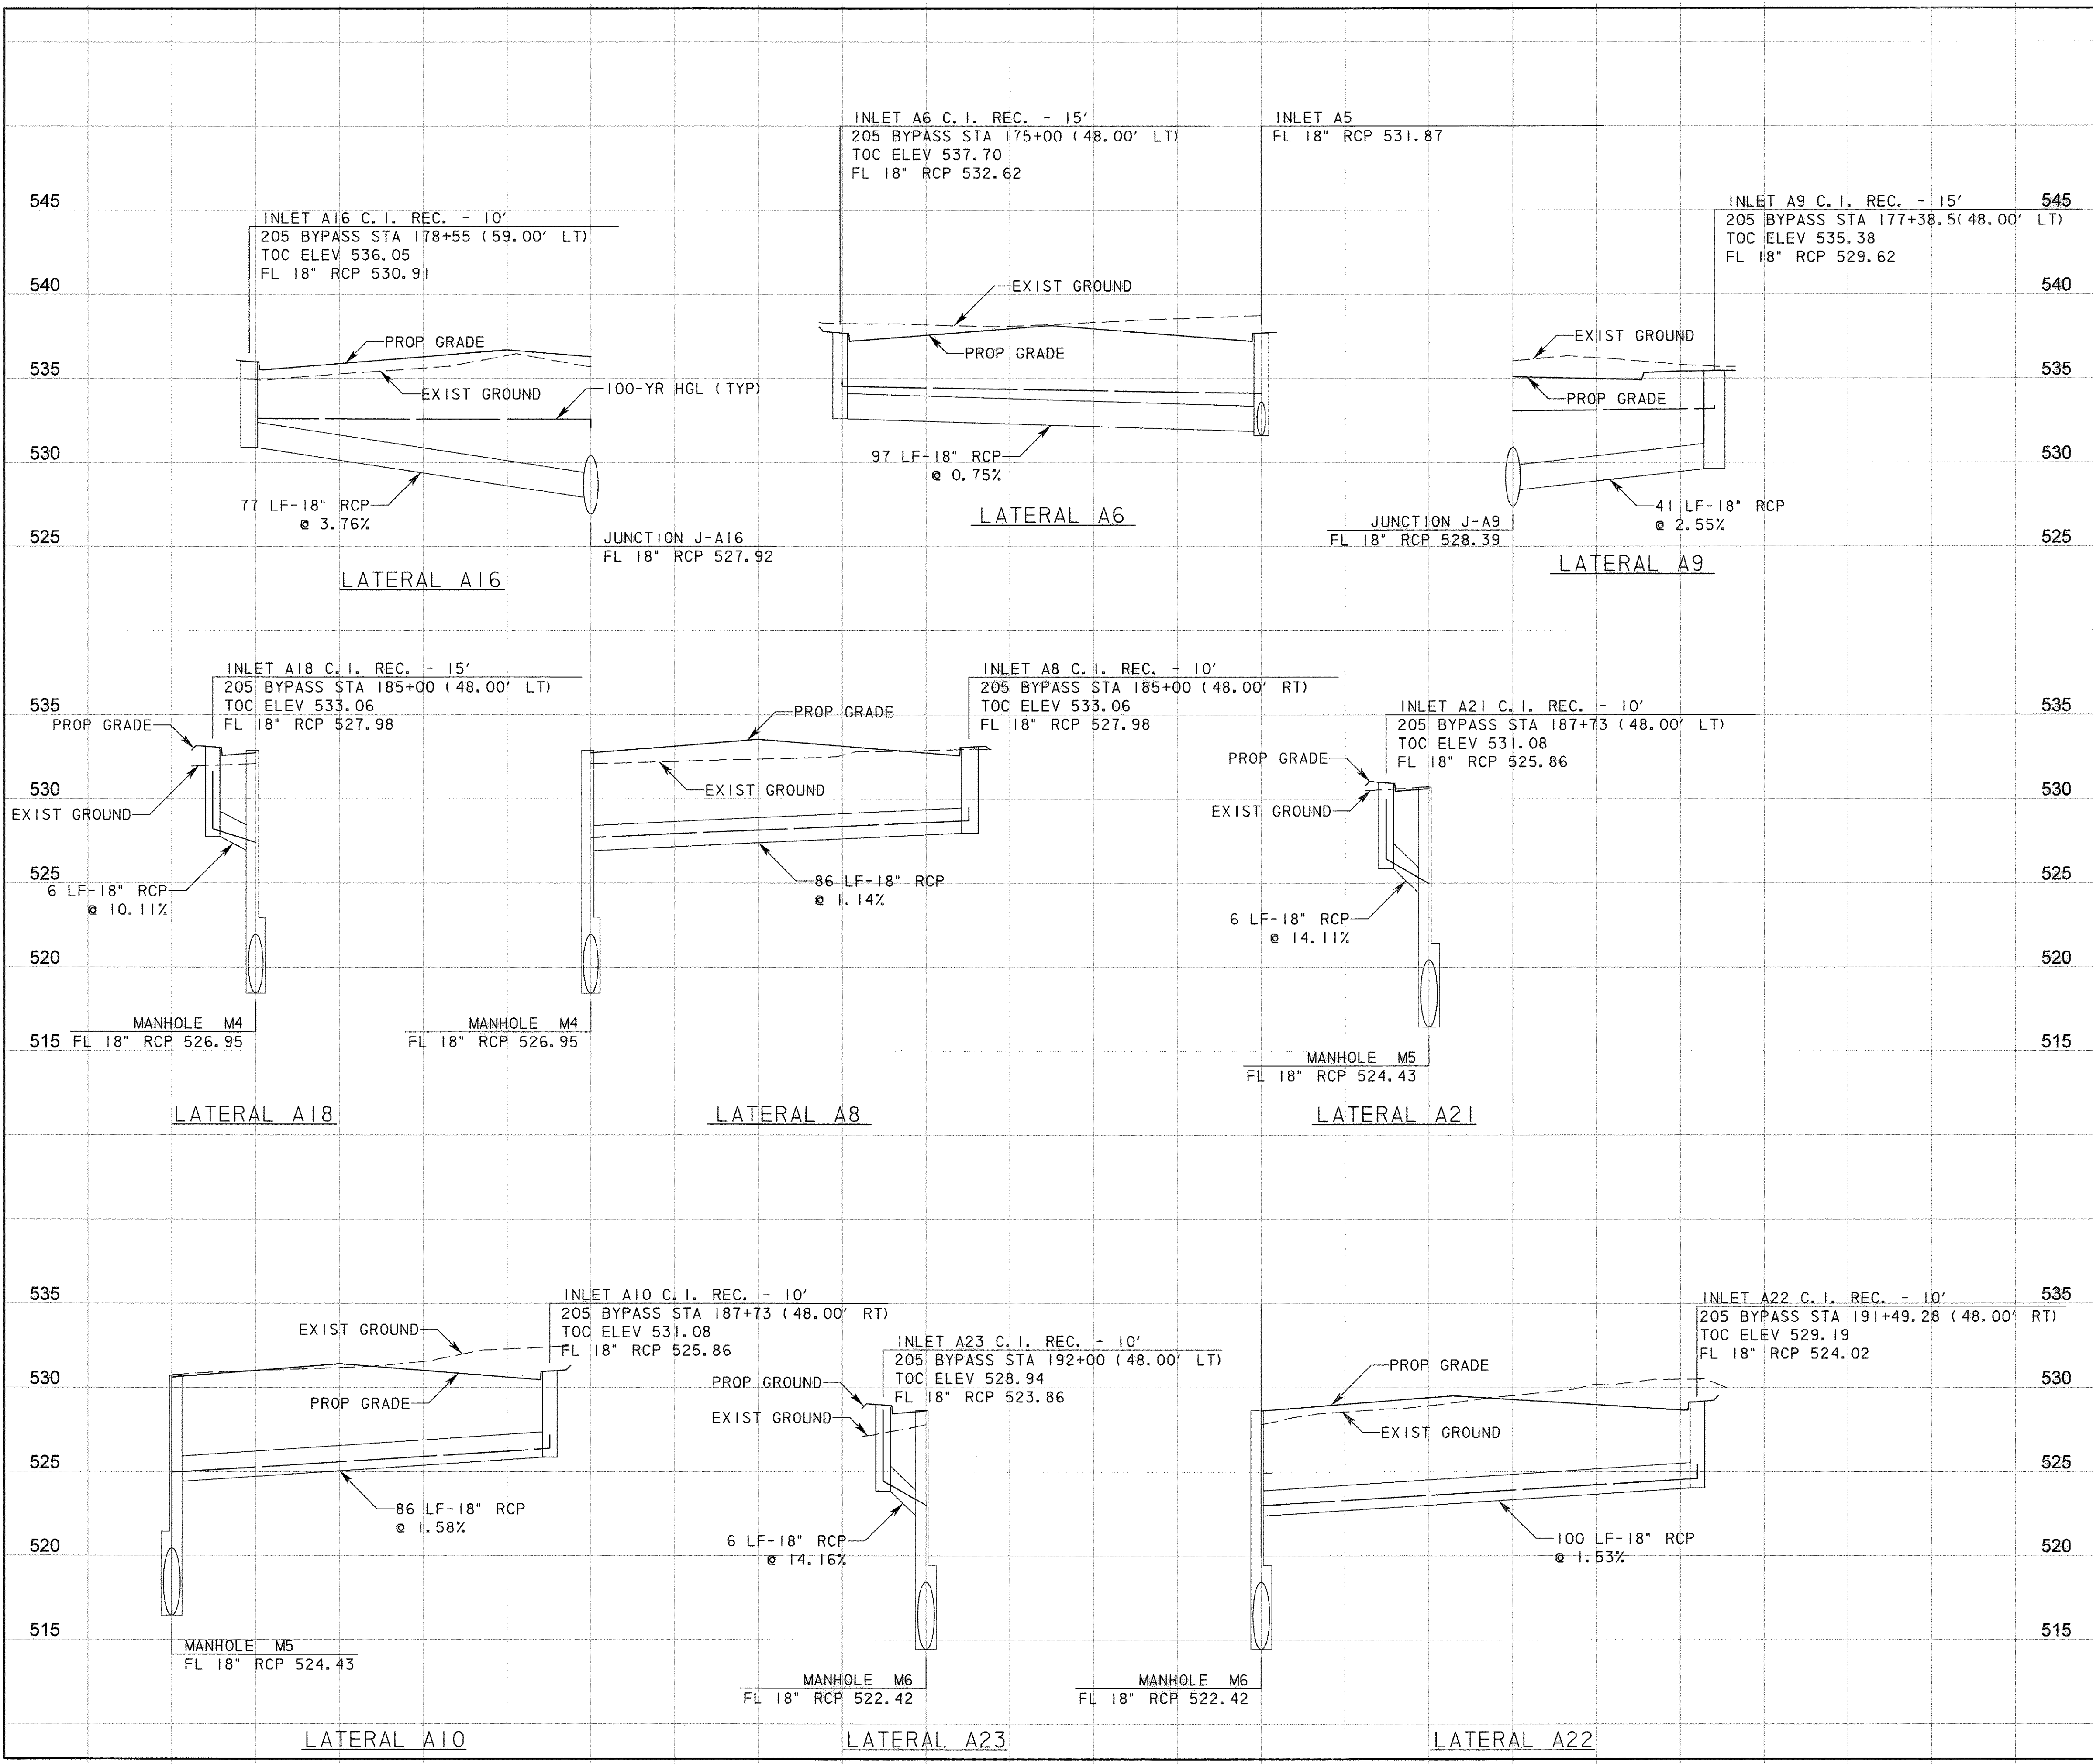 INLET A6 C.I. REC. - 15'
205 BYPASS STA 175+00 (48.00' LT)
TOC ELEV 537.70
FL 18" RCP 532.62
INLET A5
FL 18" RCP 531.87
545
INLET A16 C.I. REC. - 10'
205 BYPASS STA 178+55 (59.00' LT)
TOC ELEV 536.05
FL 18" RCP 530.91
INLET A9 C.I. REC. - 15'
205 BYPASS STA 177+38.5(48.00' LT)
TOC ELEV 535.38
FL 18" RCP 529.62
545
540
EXIST GROUND
540
PROP GRADE
PROP GRADE
EXIST GROUND
535
EXIST GROUND
100-YR HGL (TYP)
PROP GRADE
535
530
97 LF-18" RCP
@ 0.75%
530
77 LF-18" RCP
@ 3.76%
LATERAL A6
41 LF-18" RCP
@ 2.55%
JUNCTION J-A9
FL 18" RCP 528.39
525
JUNCTION J-A16
FL 18" RCP 527.92
525
LATERAL A16
LATERAL A9
INLET A18 C.I. REC. - 15'
205 BYPASS STA 185+00 (48.00' LT)
TOC ELEV 533.06
FL 18" RCP 527.98
INLET A8 C.I. REC. - 10'
205 BYPASS STA 185+00 (48.00' RT)
TOC ELEV 533.06
FL 18" RCP 527.98
INLET A21 C.I. REC. - 10'
205 BYPASS STA 187+73 (48.00' LT)
TOC ELEV 531.08
FL 18" RCP 525.86
535
PROP GRADE
PROP GRADE
535
PROP GRADE
530
EXIST GROUND
EXIST GROUND
EXIST GROUND
530
525
6 LF-18" RCP
@ 10.11%
86 LF-18" RCP
@ 1.14%
525
6 LF-18" RCP
@ 14.11%
520
520
MANHOLE M4
FL 18" RCP 526.95
MANHOLE M4
FL 18" RCP 526.95
515
515
MANHOLE M5
FL 18" RCP 524.43
LATERAL A18
LATERAL A8
LATERAL A21
535
INLET A10 C.I. REC. - 10'
205 BYPASS STA 187+73 (48.00' RT)
TOC ELEV 531.08
FL 18" RCP 525.86
INLET A22 C.I. REC. - 10'
205 BYPASS STA 191+49.28 (48.00' RT)
TOC ELEV 529.19
FL 18" RCP 524.02
535
EXIST GROUND
INLET A23 C.I. REC. - 10'
205 BYPASS STA 192+00 (48.00' LT)
TOC ELEV 528.94
FL 18" RCP 523.86
530
PROP GRADE
PROP GROUND
EXIST GROUND
PROP GRADE
EXIST GROUND
530
525
525
86 LF-18" RCP
@ 1.58%
6 LF-18" RCP
@ 14.16%
100 LF-18" RCP
@ 1.53%
520
520
515
515
MANHOLE M5
FL 18" RCP 524.43
MANHOLE M6
FL 18" RCP 522.42
MANHOLE M6
FL 18" RCP 522.42
LATERAL A10
LATERAL A23
LATERAL A22